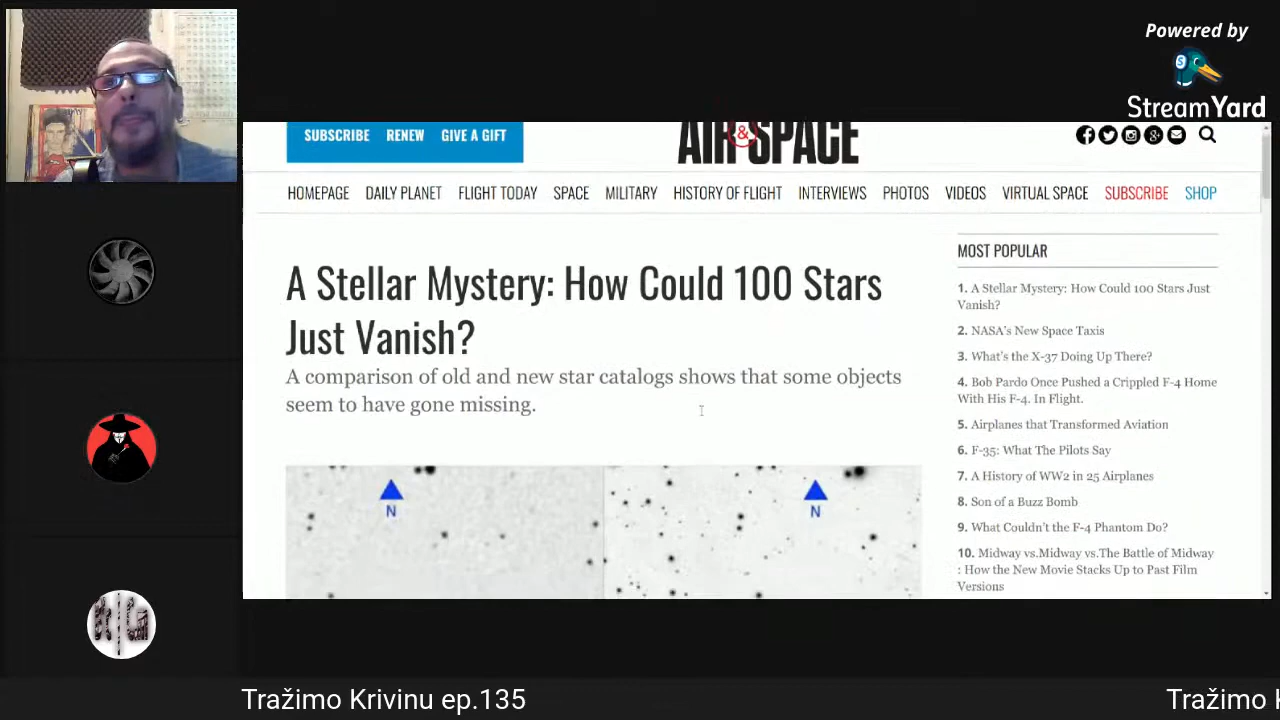 Powered by
StreamYard
SUBSCRIBE RENEW GIVE A GIFT
AIR & SPACE
HOMEPAGE DAILY PLANET FLIGHT TODAY SPACE MILITARY HISTORY OF FLIGHT INTERVIEWS PHOTOS VIDEOS VIRTUAL SPACE SUBSCRIBE SHOP
A Stellar Mystery: How Could 100 Stars
Just Vanish?
A comparison of old and new star catalogs shows that some objects
seem to have gone missing.
N
N
MOST POPULAR
1. A Stellar Mystery: How Could 100 Stars Just
Vanish?
2. NASA's New Space Taxis
3. What's the X-37 Doing Up There?
4. Bob Pardo Once Pushed a Crippled F-4 Home
With His F-4. In Flight.
5. Airplanes that Transformed Aviation
6. F-35: What The Pilots Say
7. A History of WW2 in 25 Airplanes
8. Son of a Buzz Bomb
9. What Couldn't the F-4 Phantom Do?
10. Midway vs.Midway vs.The Battle of Midway
: How the New Movie Stacks Up to Past Film
Versions
Tražimo Krivinu ep.135
Tražimo